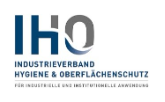 IHO
INDUSTRIEVERBAND
HYGIENE & OBERFLÄCHENSCHUTZ
FÜR INDUSTRIELLE UND INSTITUTIONELLE ANWENDUNG